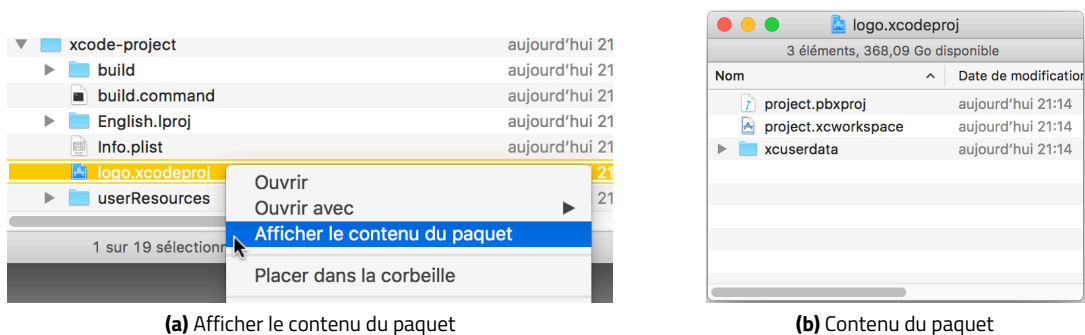 xcode-project aujourd'hui 21
build aujourd'hui 21
build.command aujourd'hui 21
English.lproj aujourd'hui 21
Info.plist aujourd'hui 21
logo.xcodeproj 21
userResources 21
1 sur 19 sélectionn
Ouvrir
Ouvrir avec
Afficher le contenu du paquet
Placer dans la corbeille
(a) Afficher le contenu du paquet
logo.xcodeproj
3 éléments, 368,09 Go disponible
Nom Date de modification
project.pbxproj aujourd'hui 21:14
project.xcworkspace aujourd'hui 21:14
xcuserdata aujourd'hui 21:14
(b) Contenu du paquet